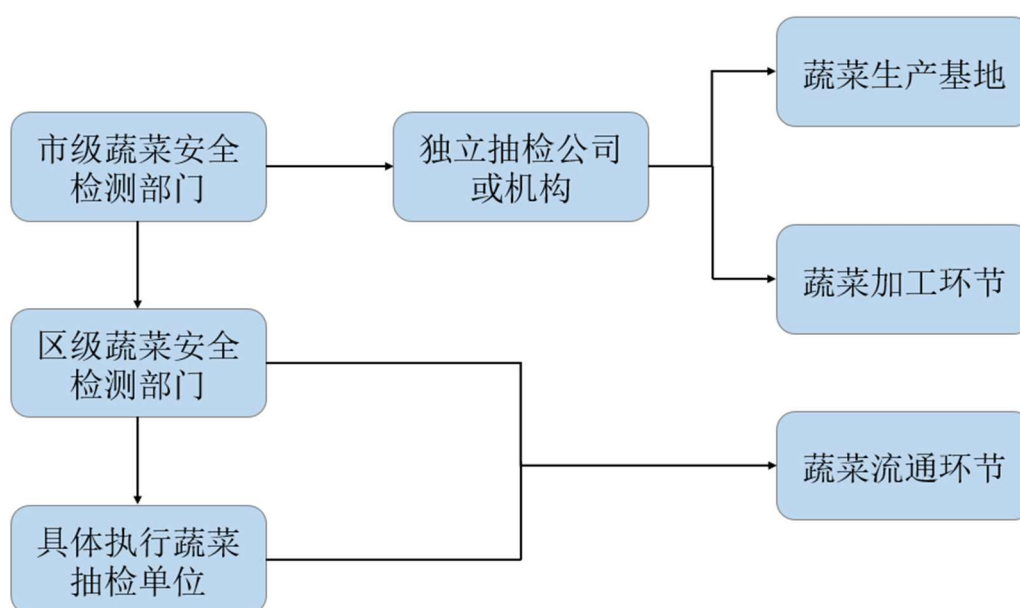 蔬菜生产基地
市级蔬菜安全
检测部门
独立抽检公司
或机构
蔬菜加工环节
区级蔬菜安全
检测部门
蔬菜流通环节
具体执行蔬菜
抽检单位